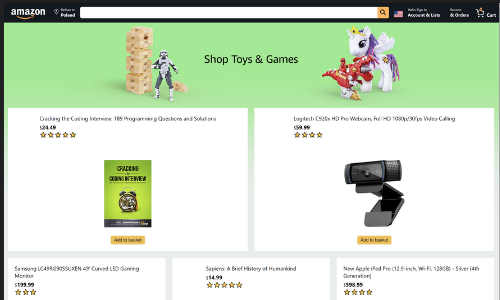 amazon
Deliver to
Poland
Hello Sign In
Account & Lists
Returns
& Orders
Cart
Shop Toys & Games
Cracking the Coding Interview: 189 Programming Questions and Solutions
$24.49
CRACKING
the
CODING INTERVIEW
Add to basket
Logitech C920x HD Pro Webcam, Full HD 1080p/30fps Video Calling
$59.99
Add to basket
Samsung LC49RG90SSUXEN 49' Curved LED Gaming
Monitor
$199.99
Sapiens: A Brief History of Humankind
$14.99
New Apple iPad Pro (12.9-inch, Wi-Fi, 128GB) - Silver (4th
Generation)
$598.99